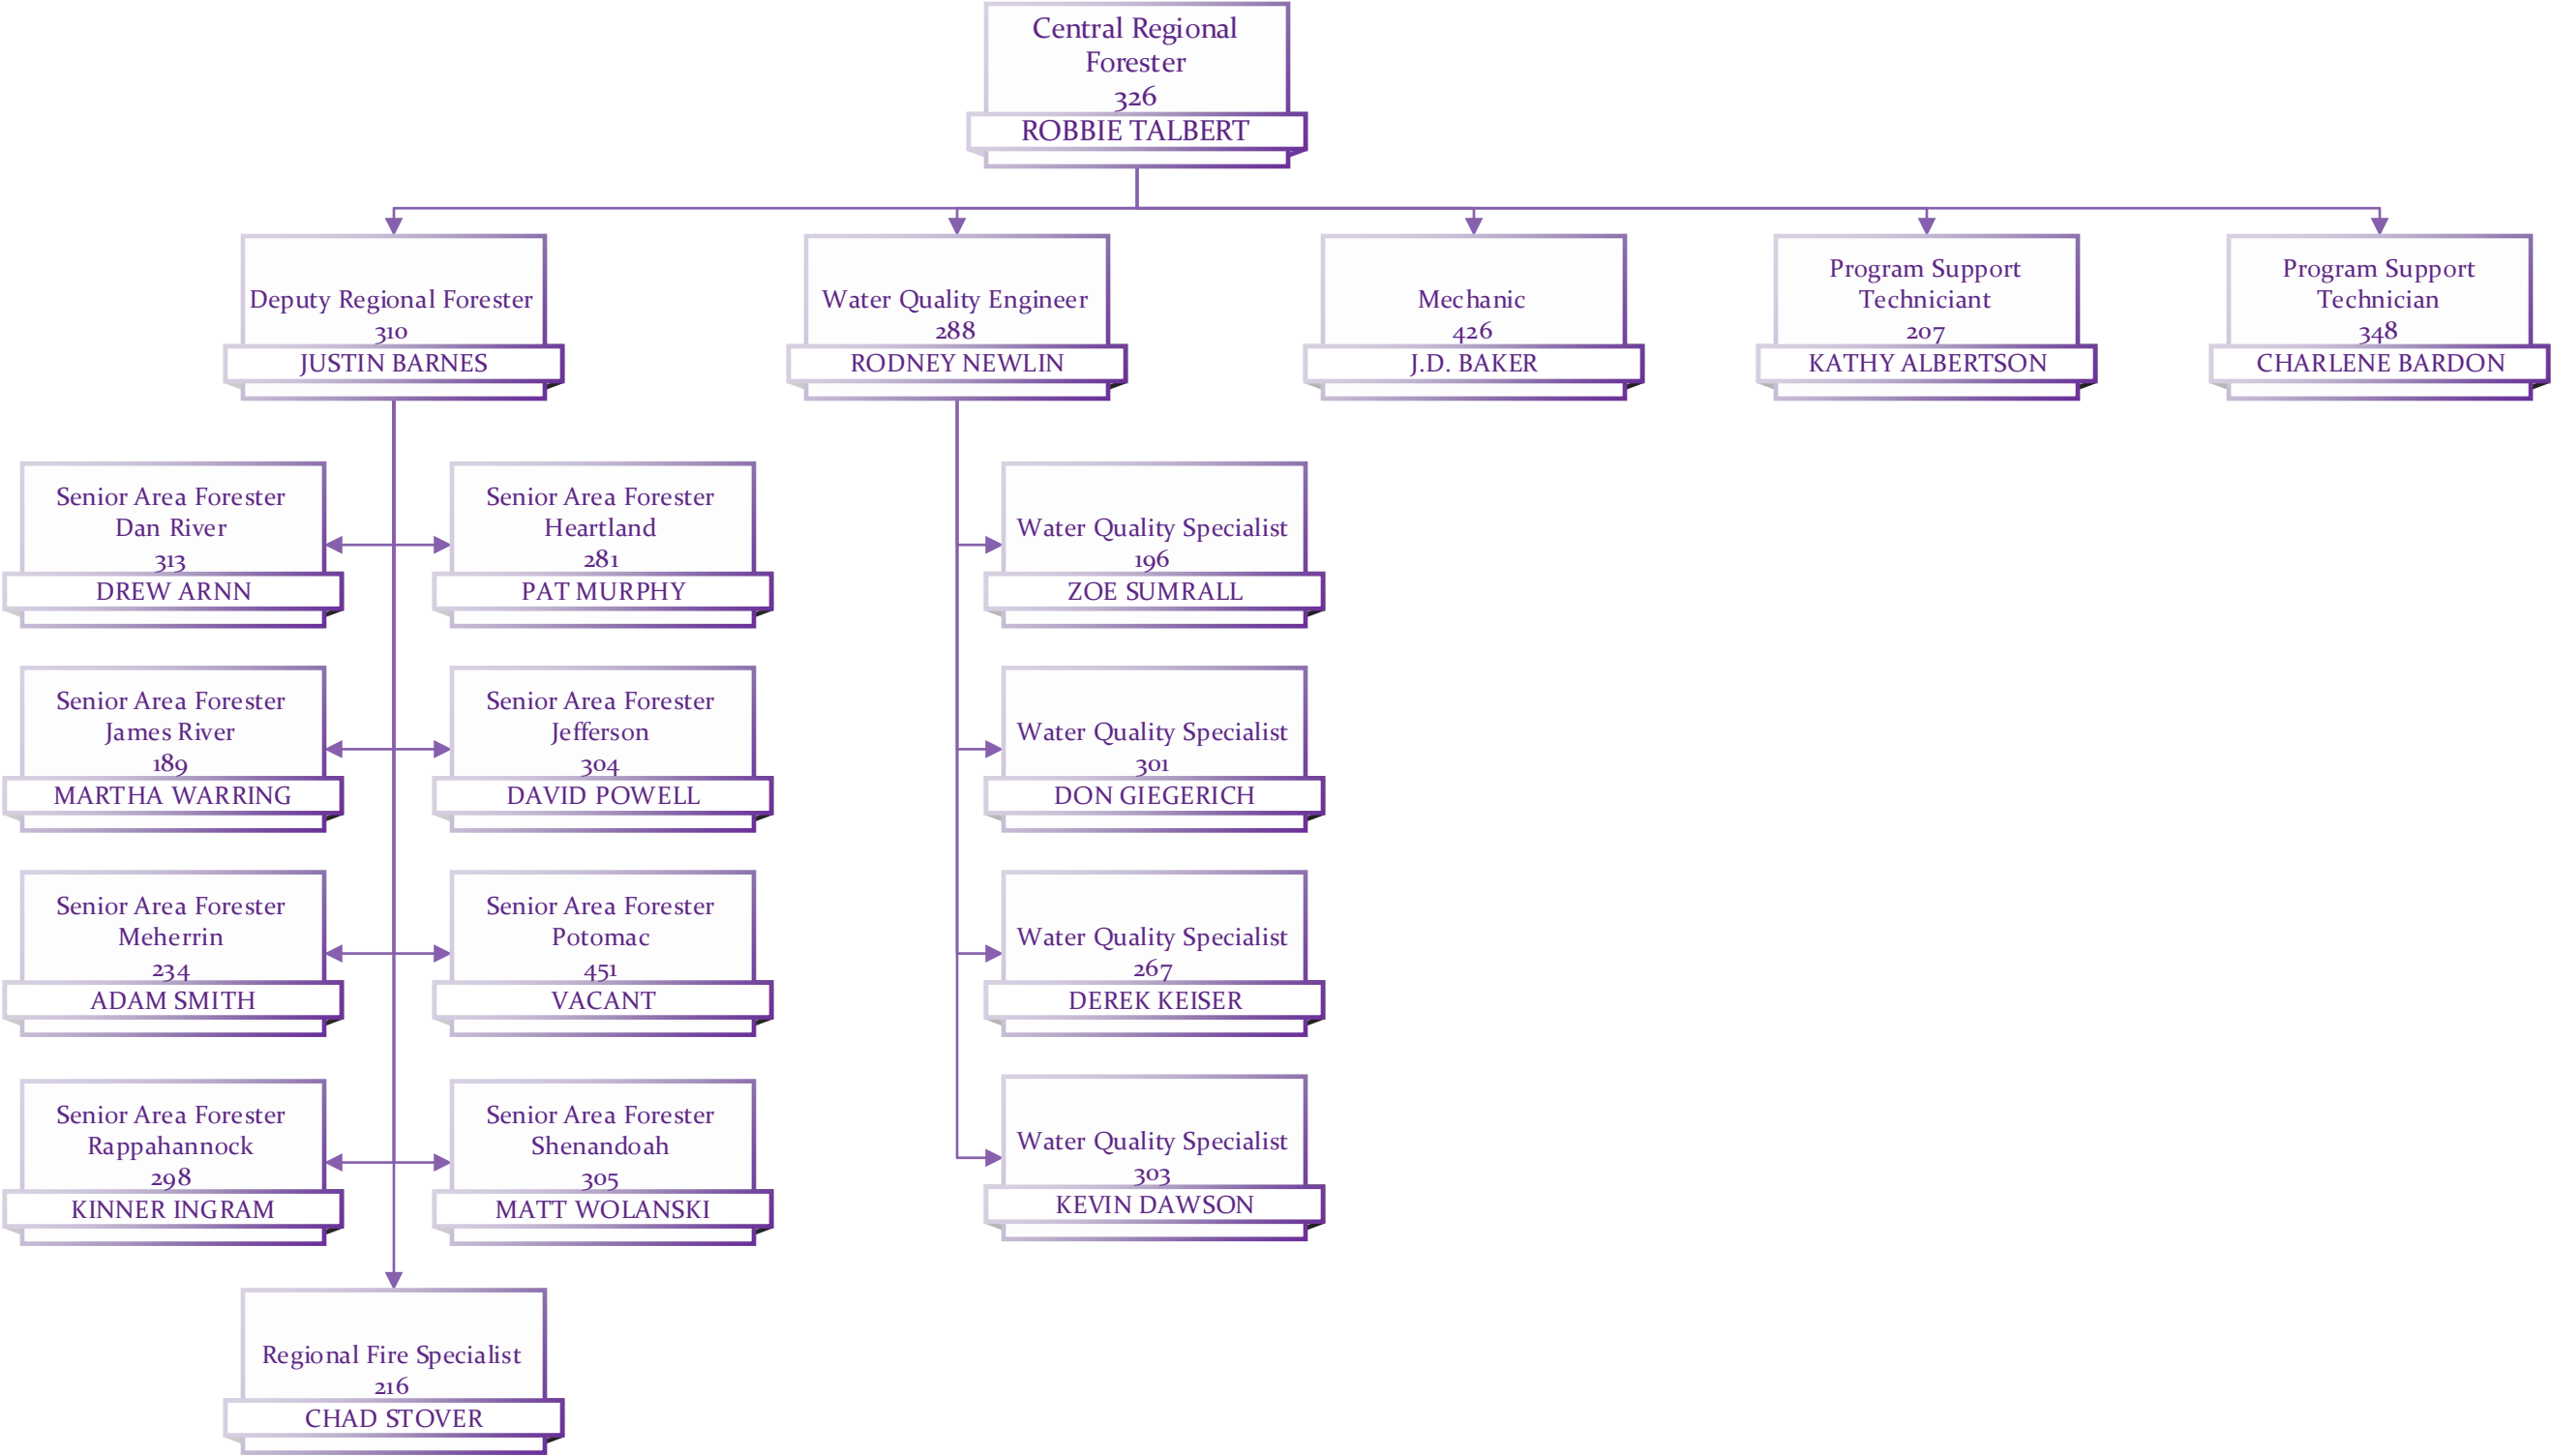 Central Regional
Forester
326
ROBBIE TALBERT
Deputy Regional Forester
310
JUSTIN BARNES
Water Quality Engineer
288
RODNEY NEWLIN
Mechanic
426
J.D. BAKER
Program Support
Techniciant
207
KATHY ALBERTSON
Program Support
Technician
348
CHARLENE BARDON
Senior Area Forester
Dan River
313
DREW ARNN
Senior Area Forester
Heartland
281
PAT MURPHY
Water Quality Specialist
196
ZOE SUMRALL
Senior Area Forester
James River
189
MARTHA WARRING
Senior Area Forester
Jefferson
304
DAVID POWELL
Water Quality Specialist
301
DON GIEGERICH
Senior Area Forester
Meherrin
234
ADAM SMITH
Senior Area Forester
Potomac
451
VACANT
Water Quality Specialist
267
DEREK KEISER
Senior Area Forester
Rappahannock
298
KINNER INGRAM
Senior Area Forester
Shenandoah
305
MATT WOLANSKI
Water Quality Specialist
303
KEVIN DAWSON
Regional Fire Specialist
216
CHAD STOVER